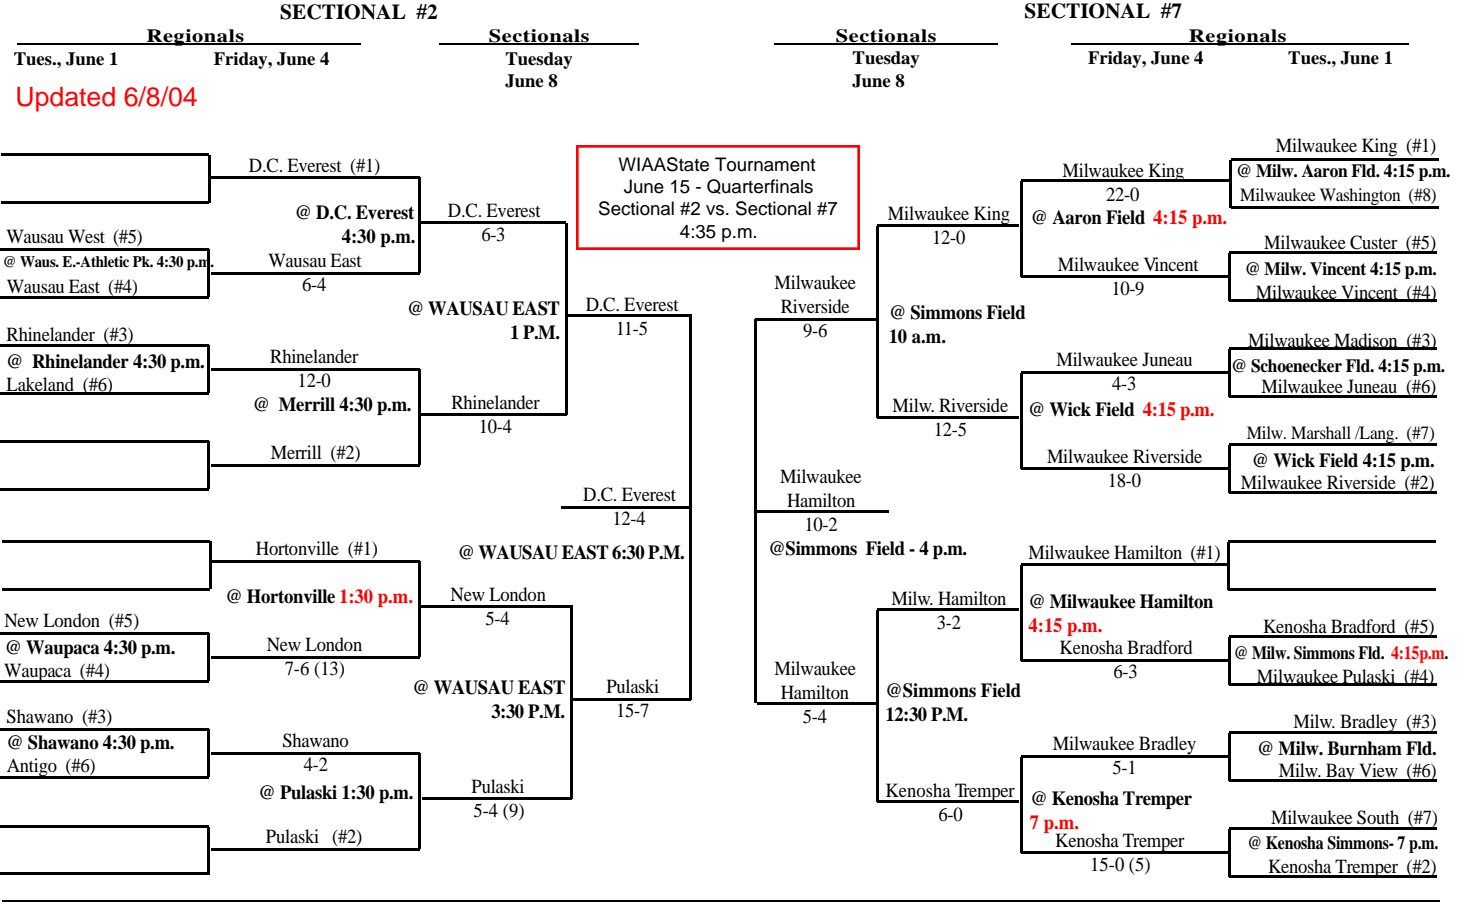 SECTIONAL #2
Regionals
Sectionals
Tues., June 1
Friday, June 4
Tuesday
June 8
Updated 6/8/04
D.C. Everest (#1)
@ D.C. Everest
4:30 p.m.
Wausau West (#5)
@ Waus. E.-Athletic Pk. 4:30 p.m.
Wausau East (#4)
Wausau East
6-4
D.C. Everest
6-3
@ WAUSAU EAST
1 P.M.
D.C. Everest
11-5
Rhinelander (#3)
@ Rhinelander 4:30 p.m.
Lakeland (#6)
Rhinelander
12-0
@ Merrill 4:30 p.m.
Rhinelander
10-4
Merrill (#2)
D.C. Everest
12-4
@ WAUSAU EAST 6:30 P.M.
Hortonville (#1)
@ Hortonville 1:30 p.m.
New London (#5)
@ Waupaca 4:30 p.m.
Waupaca (#4)
New London
7-6 (13)
New London
5-4
@ WAUSAU EAST
3:30 P.M.
Pulaski
15-7
Shawano (#3)
@ Shawano 4:30 p.m.
Antigo (#6)
Shawano
4-2
@ Pulaski 1:30 p.m.
Pulaski
5-4 (9)
Pulaski (#2)
WIAAState Tournament
June 15 - Quarterfinals
Sectional #2 vs. Sectional #7
4:35 p.m.
SECTIONAL #7
Sectionals
Regionals
Tuesday
June 8
Friday, June 4
Tues., June 1
Milwaukee King (#1)
@ Milw. Aaron Fld. 4:15 p.m.
Milwaukee Washington (#8)
Milwaukee King
22-0
@ Aaron Field 4:15 p.m.
Milwaukee King
12-0
Milwaukee Custer (#5)
@ Milw. Vincent 4:15 p.m.
Milwaukee Vincent (#4)
Milwaukee Vincent
10-9
Milwaukee
Riverside
9-6
@ Simmons Field
10 a.m.
Milwaukee Madison (#3)
@ Schoenecker Fld. 4:15 p.m.
Milwaukee Juneau (#6)
Milwaukee Juneau
4-3
@ Wick Field 4:15 p.m.
Milw. Riverside
12-5
Milw. Marshall /Lang. (#7)
@ Wick Field 4:15 p.m.
Milwaukee Riverside (#2)
Milwaukee Riverside
18-0
Milwaukee
Hamilton
10-2
@Simmons Field - 4 p.m.
Milwaukee Hamilton (#1)
@ Milwaukee Hamilton
4:15 p.m.
Milw. Hamilton
3-2
Kenosha Bradford (#5)
@ Milw. Simmons Fld. 4:15p.m.
Milwaukee Pulaski (#4)
Kenosha Bradford
6-3
Milwaukee
Hamilton
5-4
@Simmons Field
12:30 P.M.
Milw. Bradley (#3)
@ Milw. Burnham Fld.
Milw. Bay View (#6)
Milwaukee Bradley
5-1
@ Kenosha Tremper
7 p.m.
Kenosha Tremper
6-0
Milwaukee South (#7)
@ Kenosha Simmons- 7 p.m.
Kenosha Tremper (#2)
Kenosha Tremper
15-0 (5)